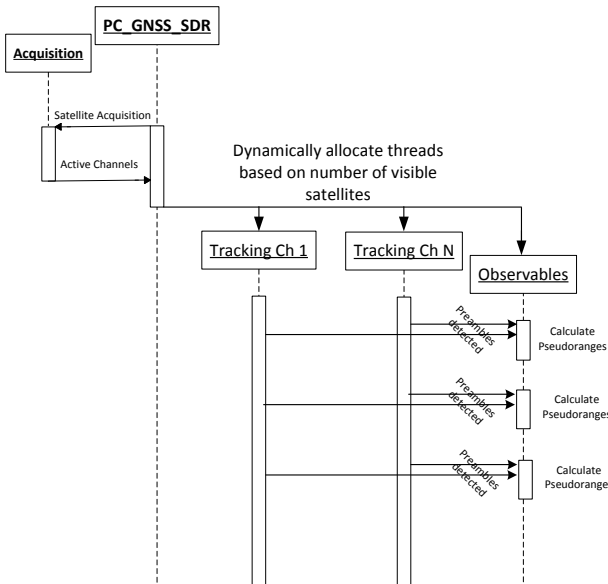 PC_GNSS_SDR
Acquisition
Satellite Acquisition
Active Channels
Dynamically allocate threads
based on number of visible
satellites
Tracking Ch 1
Tracking Ch N
Observables
Preambles
detected
Calculate
Pseudoranges
Preambles
detected
Calculate
Pseudoranges
Preambles
detected
Calculate
Pseudoranges